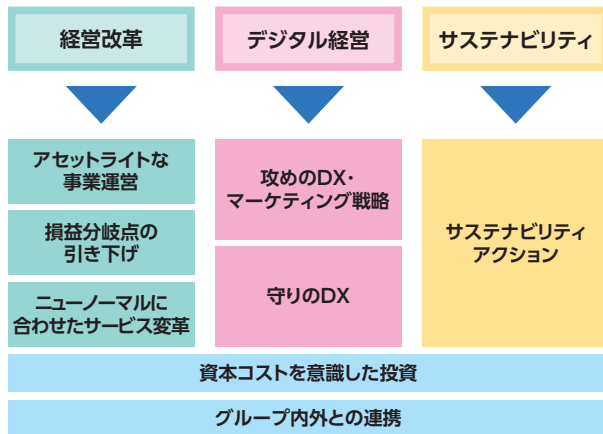 経営改革
デジタル経営
サステナビリティ
アセットライトな
事業運営
損益分岐点の
引き下げ
ニューノーマルに
合わせたサービス変革
攻めのDX・
マーケティング戦略
守りのDX
サステナビリティ
アクション
資本コストを意識した投資
グループ内外との連携